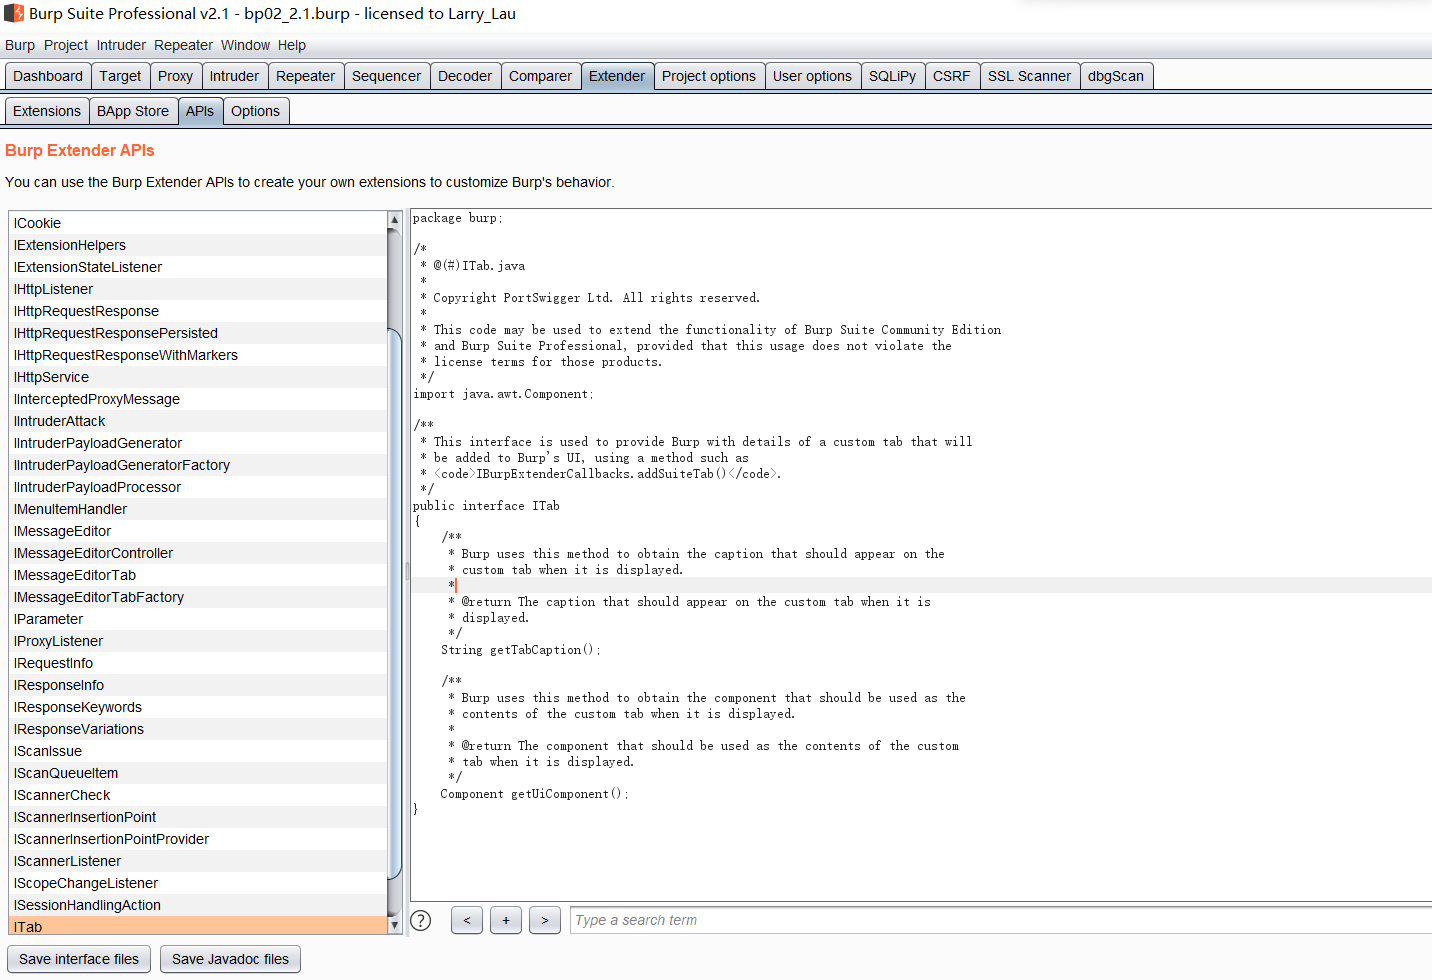 Burp Suite Professional v2.1 - bp02_2.1.burp - licensed to Larry_Lau
Burp Project Intruder Repeater Window Help
Dashboard Target Proxy Intruder Repeater Sequencer Decoder Comparer Extender Project options User options SQLiPy CSRF SSL Scanner dbgScan
Extensions BApp Store APIs Options
Burp Extender APIs
You can use the Burp Extender APIs to create your own extensions to customize Burp's behavior.
ICookie
IExtensionHelpers
IExtensionStateListener
IHttpListener
IHttpRequestResponse
IHttpRequestResponsePersisted
IHttpRequestResponseWithMarkers
IHttpService
IInterceptedProxyMessage
IIntruderAttack
IIntruderPayloadGenerator
IIntruderPayloadGeneratorFactory
IIntruderPayloadProcessor
IMenuItemHandler
IMessageEditor
IMessageEditorController
IMessageEditorTab
IMessageEditorTabFactory
IParameter
IProxyListener
IRequestInfo
IResponseInfo
IResponseKeywords
IResponseVariations
IScanIssue
IScanQueueItem
IScannerCheck
IScannerInsertionPoint
IScannerInsertionPointProvider
IScannerListener
IScopeChangeListener
ISessionHandlingAction
ITab
package burp;
/*
* @(#)ITab.java
*
* Copyright PortSwigger Ltd. All rights reserved.
*
* This code may be used to extend the functionality of Burp Suite Community Edition
* and Burp Suite Professional, provided that this usage does not violate the
* license terms for those products.
*/
import java.awt.Component;
/**
* This interface is used to provide Burp with details of a custom tab that will
* be added to Burp's UI, using a method such as
* <code>IBurpExtenderCallbacks.addSuiteTab()</code>.
*/
public interface ITab
{
/**
* Burp uses this method to obtain the caption that should appear on the
* custom tab when it is displayed.
*
* @return The caption that should appear on the custom tab when it is
* displayed.
*/
String getTabCaption();
/**
* Burp uses this method to obtain the component that should be used as the
* contents of the custom tab when it is displayed.
*
* @return The component that should be used as the contents of the custom
* tab when it is displayed.
*/
Component getUiComponent();
}
? < + > Type a search term
Save interface files Save Javadoc files